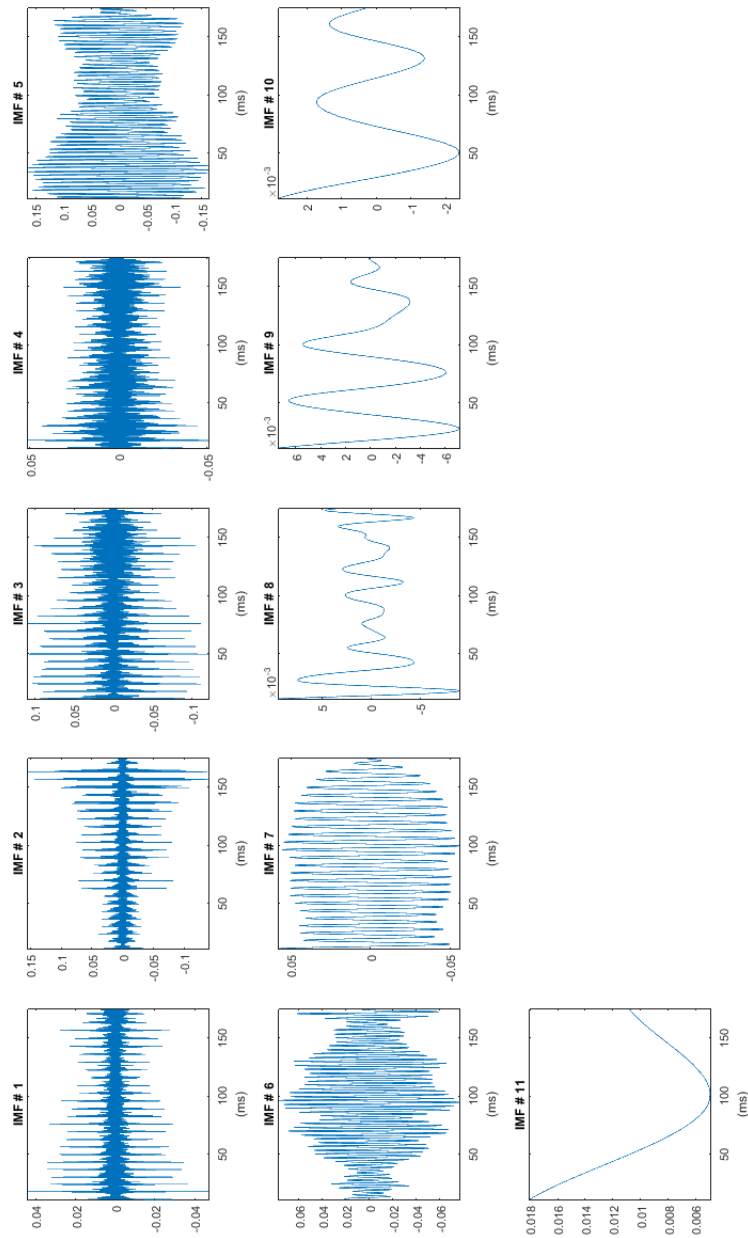 IMF # 1
0.04
0.02
0
-0.02
-0.04
50 100 150
(ms)
IMF # 2
0.15
0.1
0.05
0
-0.05
-0.1
50 100 150
(ms)
IMF # 3
0.1
0.05
0
-0.05
-0.1
50 100 150
(ms)
IMF # 4
0.05
0
-0.05
50 100 150
(ms)
IMF # 5
0.15
0.1
0.05
0
-0.05
-0.1
-0.15
50 100 150
(ms)
IMF # 6
0.06
0.04
0.02
0
-0.02
-0.04
-0.06
50 100 150
(ms)
IMF # 7
0.05
0
-0.05
50 100 150
(ms)
×10⁻³ IMF # 8
5
0
-5
50 100 150
(ms)
×10⁻³ IMF # 9
6
4
2
0
-2
-4
-6
50 100 150
(ms)
×10⁻³ IMF # 10
2
1
0
-1
-2
50 100 150
(ms)
IMF # 11
0.018
0.016
0.014
0.012
0.01
0.008
0.006
50 100 150
(ms)